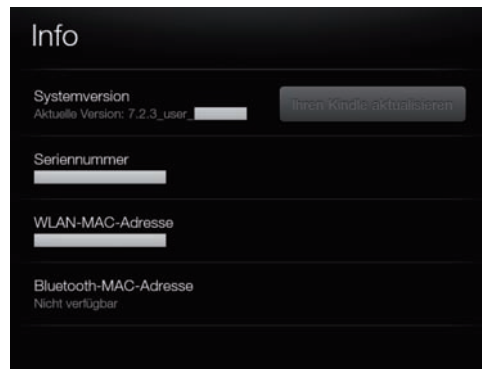 Info
Systemversion
Aktuelle Version: 7.2.3_user_
Ihren Kindle aktualisieren
Seriennummer
WLAN-MAC-Adresse
Bluetooth-MAC-Adresse
Nicht verfügbar